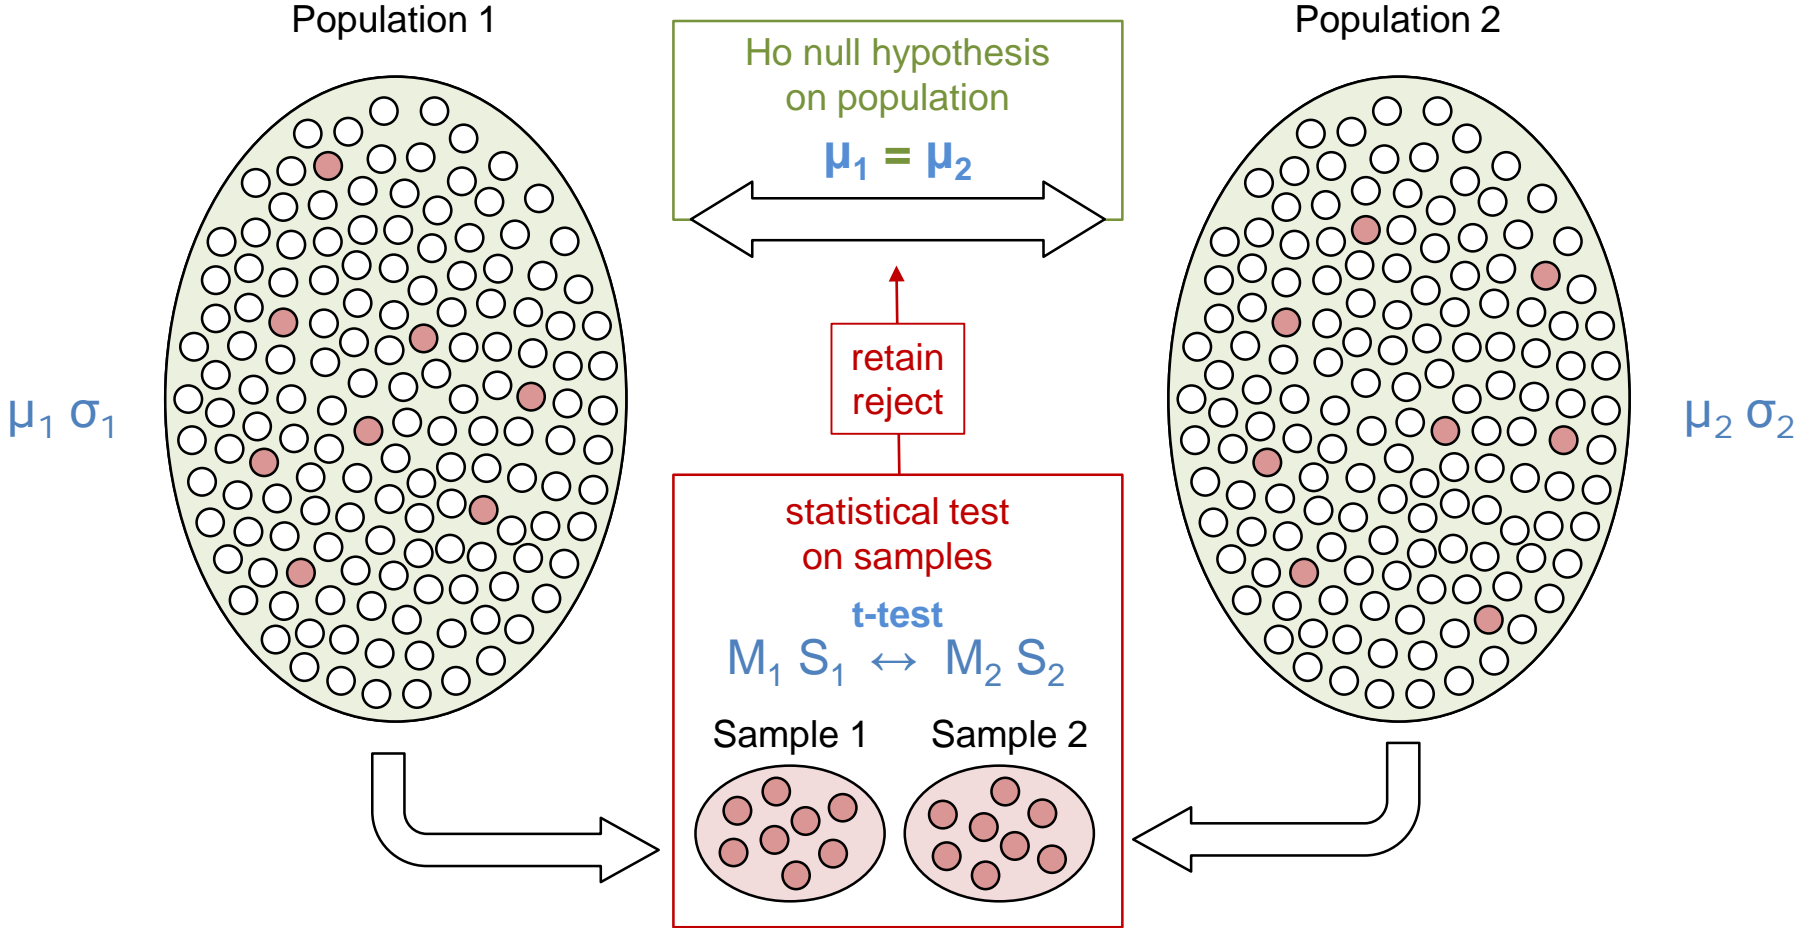 Population 1
Population 2
Ho null hypothesis
on population
μ₁ = μ₂
retain
reject
μ₁ σ₁
μ₂ σ₂
statistical test
on samples
t-test
M₁ S₁ ↔ M₂ S₂
Sample 1
Sample 2